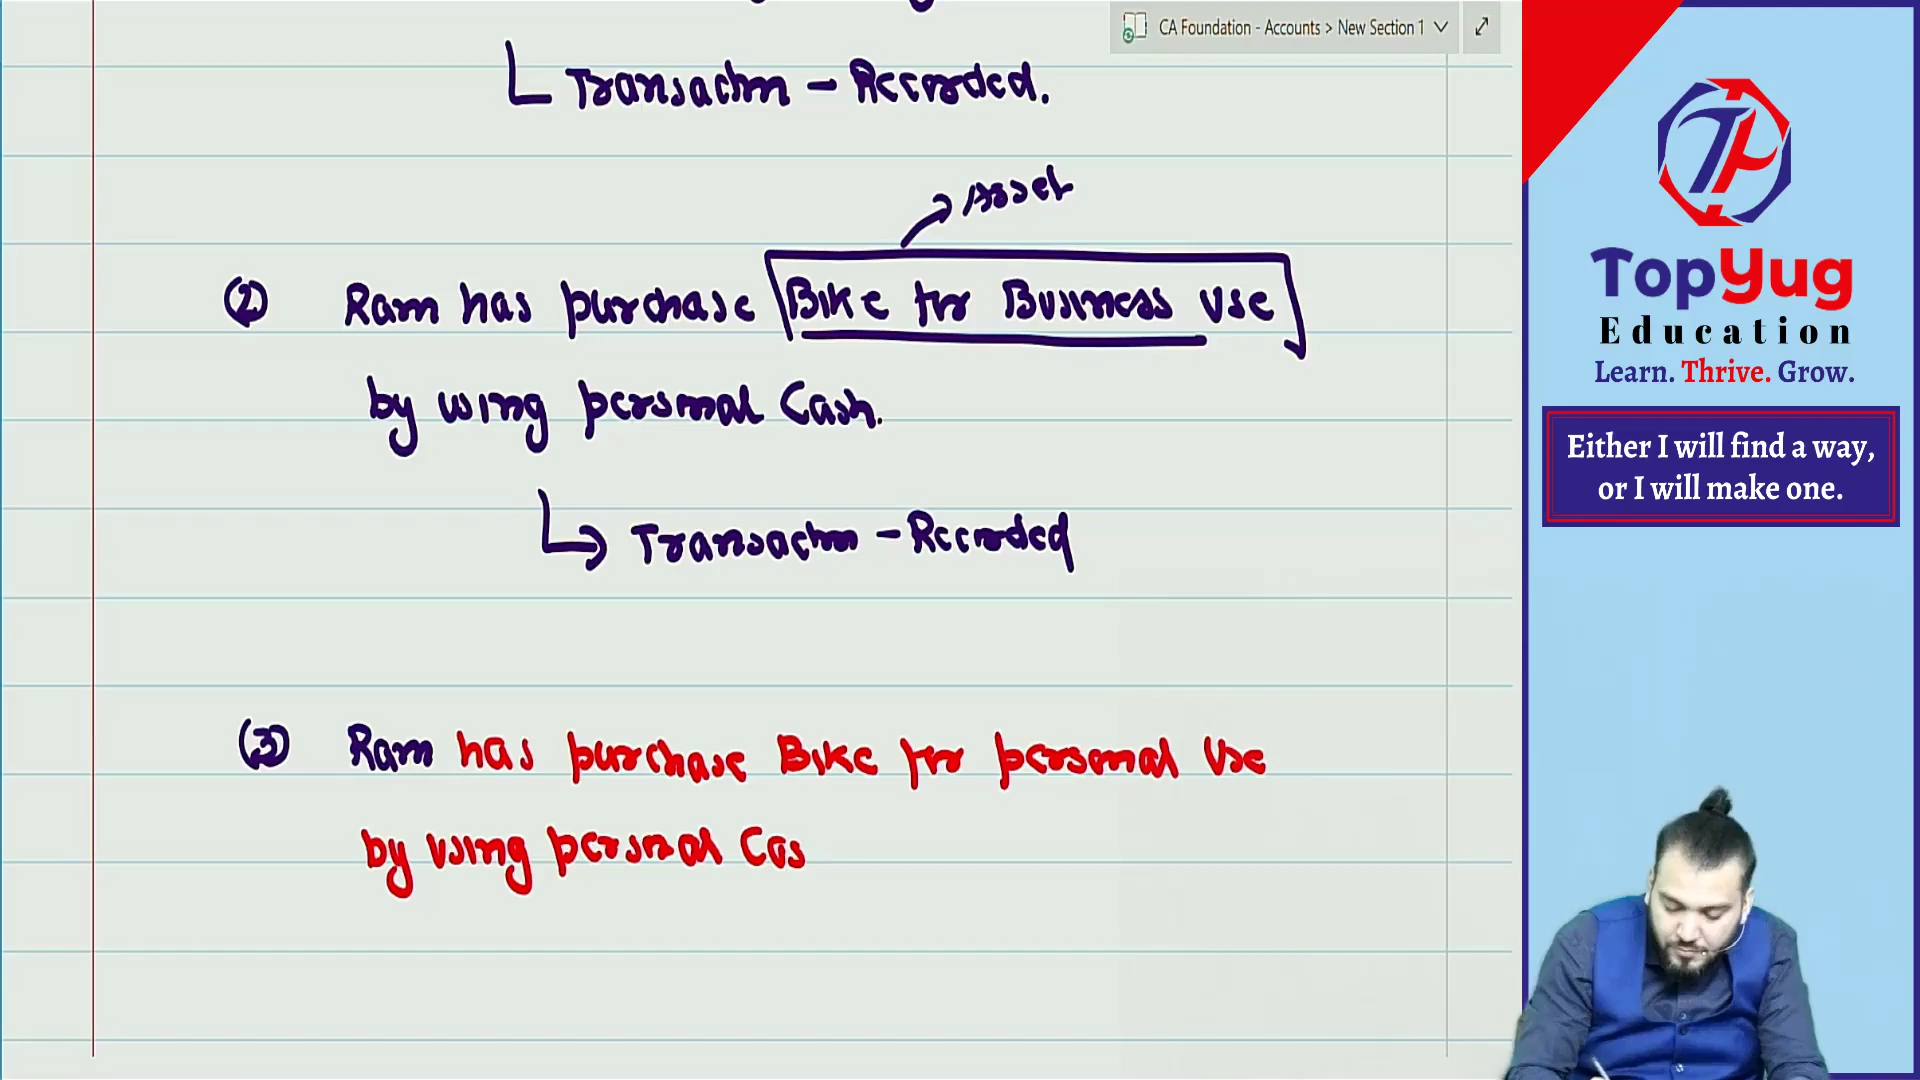 CA Foundation - Accounts > New Section 1
Transactn - Recorded.
Asset
(2) Ram has purchase Bike for Business Use
by using personal Cash.
Transactn - Recorded
(3) Ram has purchase Bike for personal Use
by using personal Cas
TopYug
Education
Learn. Thrive. Grow.
Either I will find a way,
or I will make one.